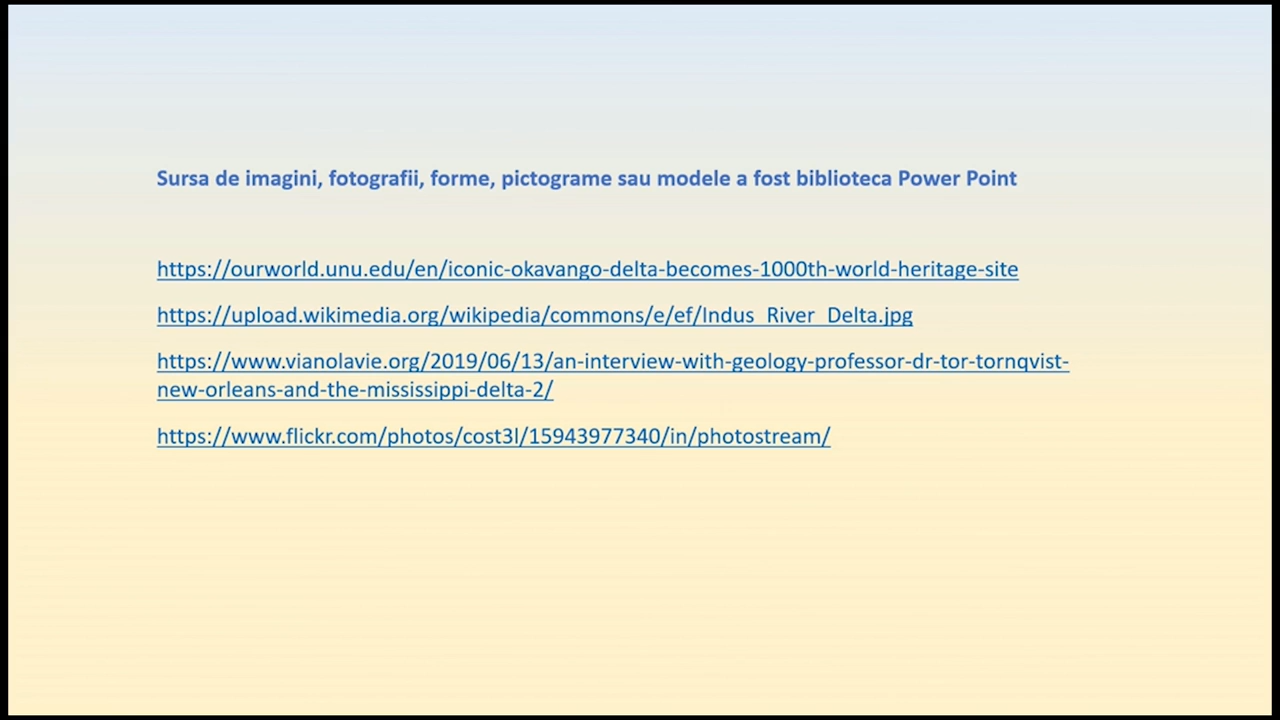 Sursa de imagini, fotografii, forme, pictograme sau modele a fost biblioteca Power Point
https://ourworld.unu.edu/en/iconic-okavango-delta-becomes-1000th-world-heritage-site
https://upload.wikimedia.org/wikipedia/commons/e/ef/Indus_River_Delta.jpg
https://www.vianolavie.org/2019/06/13/an-interview-with-geology-professor-dr-tor-tornqvist-
new-orleans-and-the-mississippi-delta-2/
https://www.flickr.com/photos/cost3l/15943977340/in/photostream/